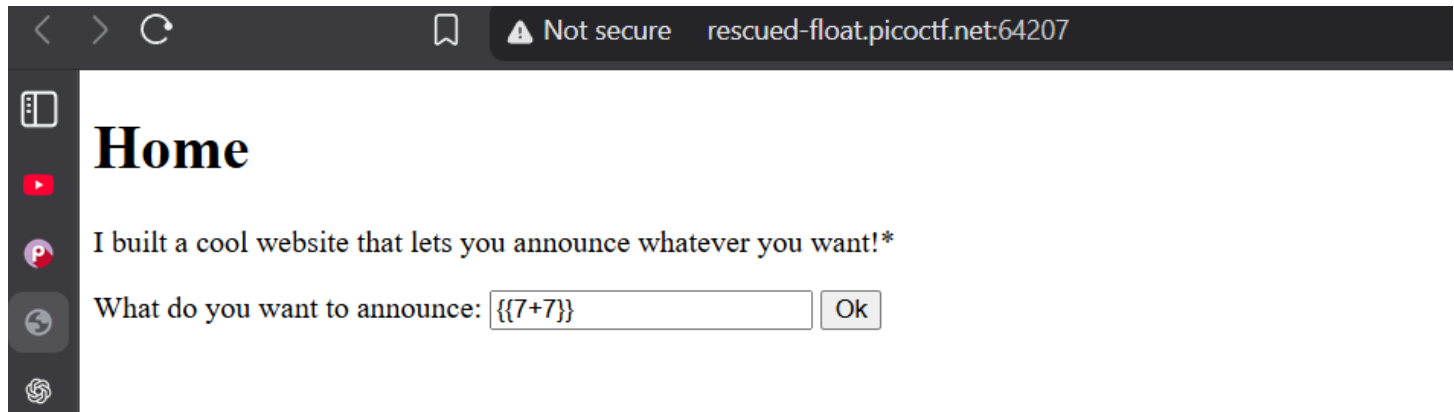 Not secure rescued-float.picoctf.net:64207
Home
I built a cool website that lets you announce whatever you want!*
What do you want to announce: {{7+7}} Ok